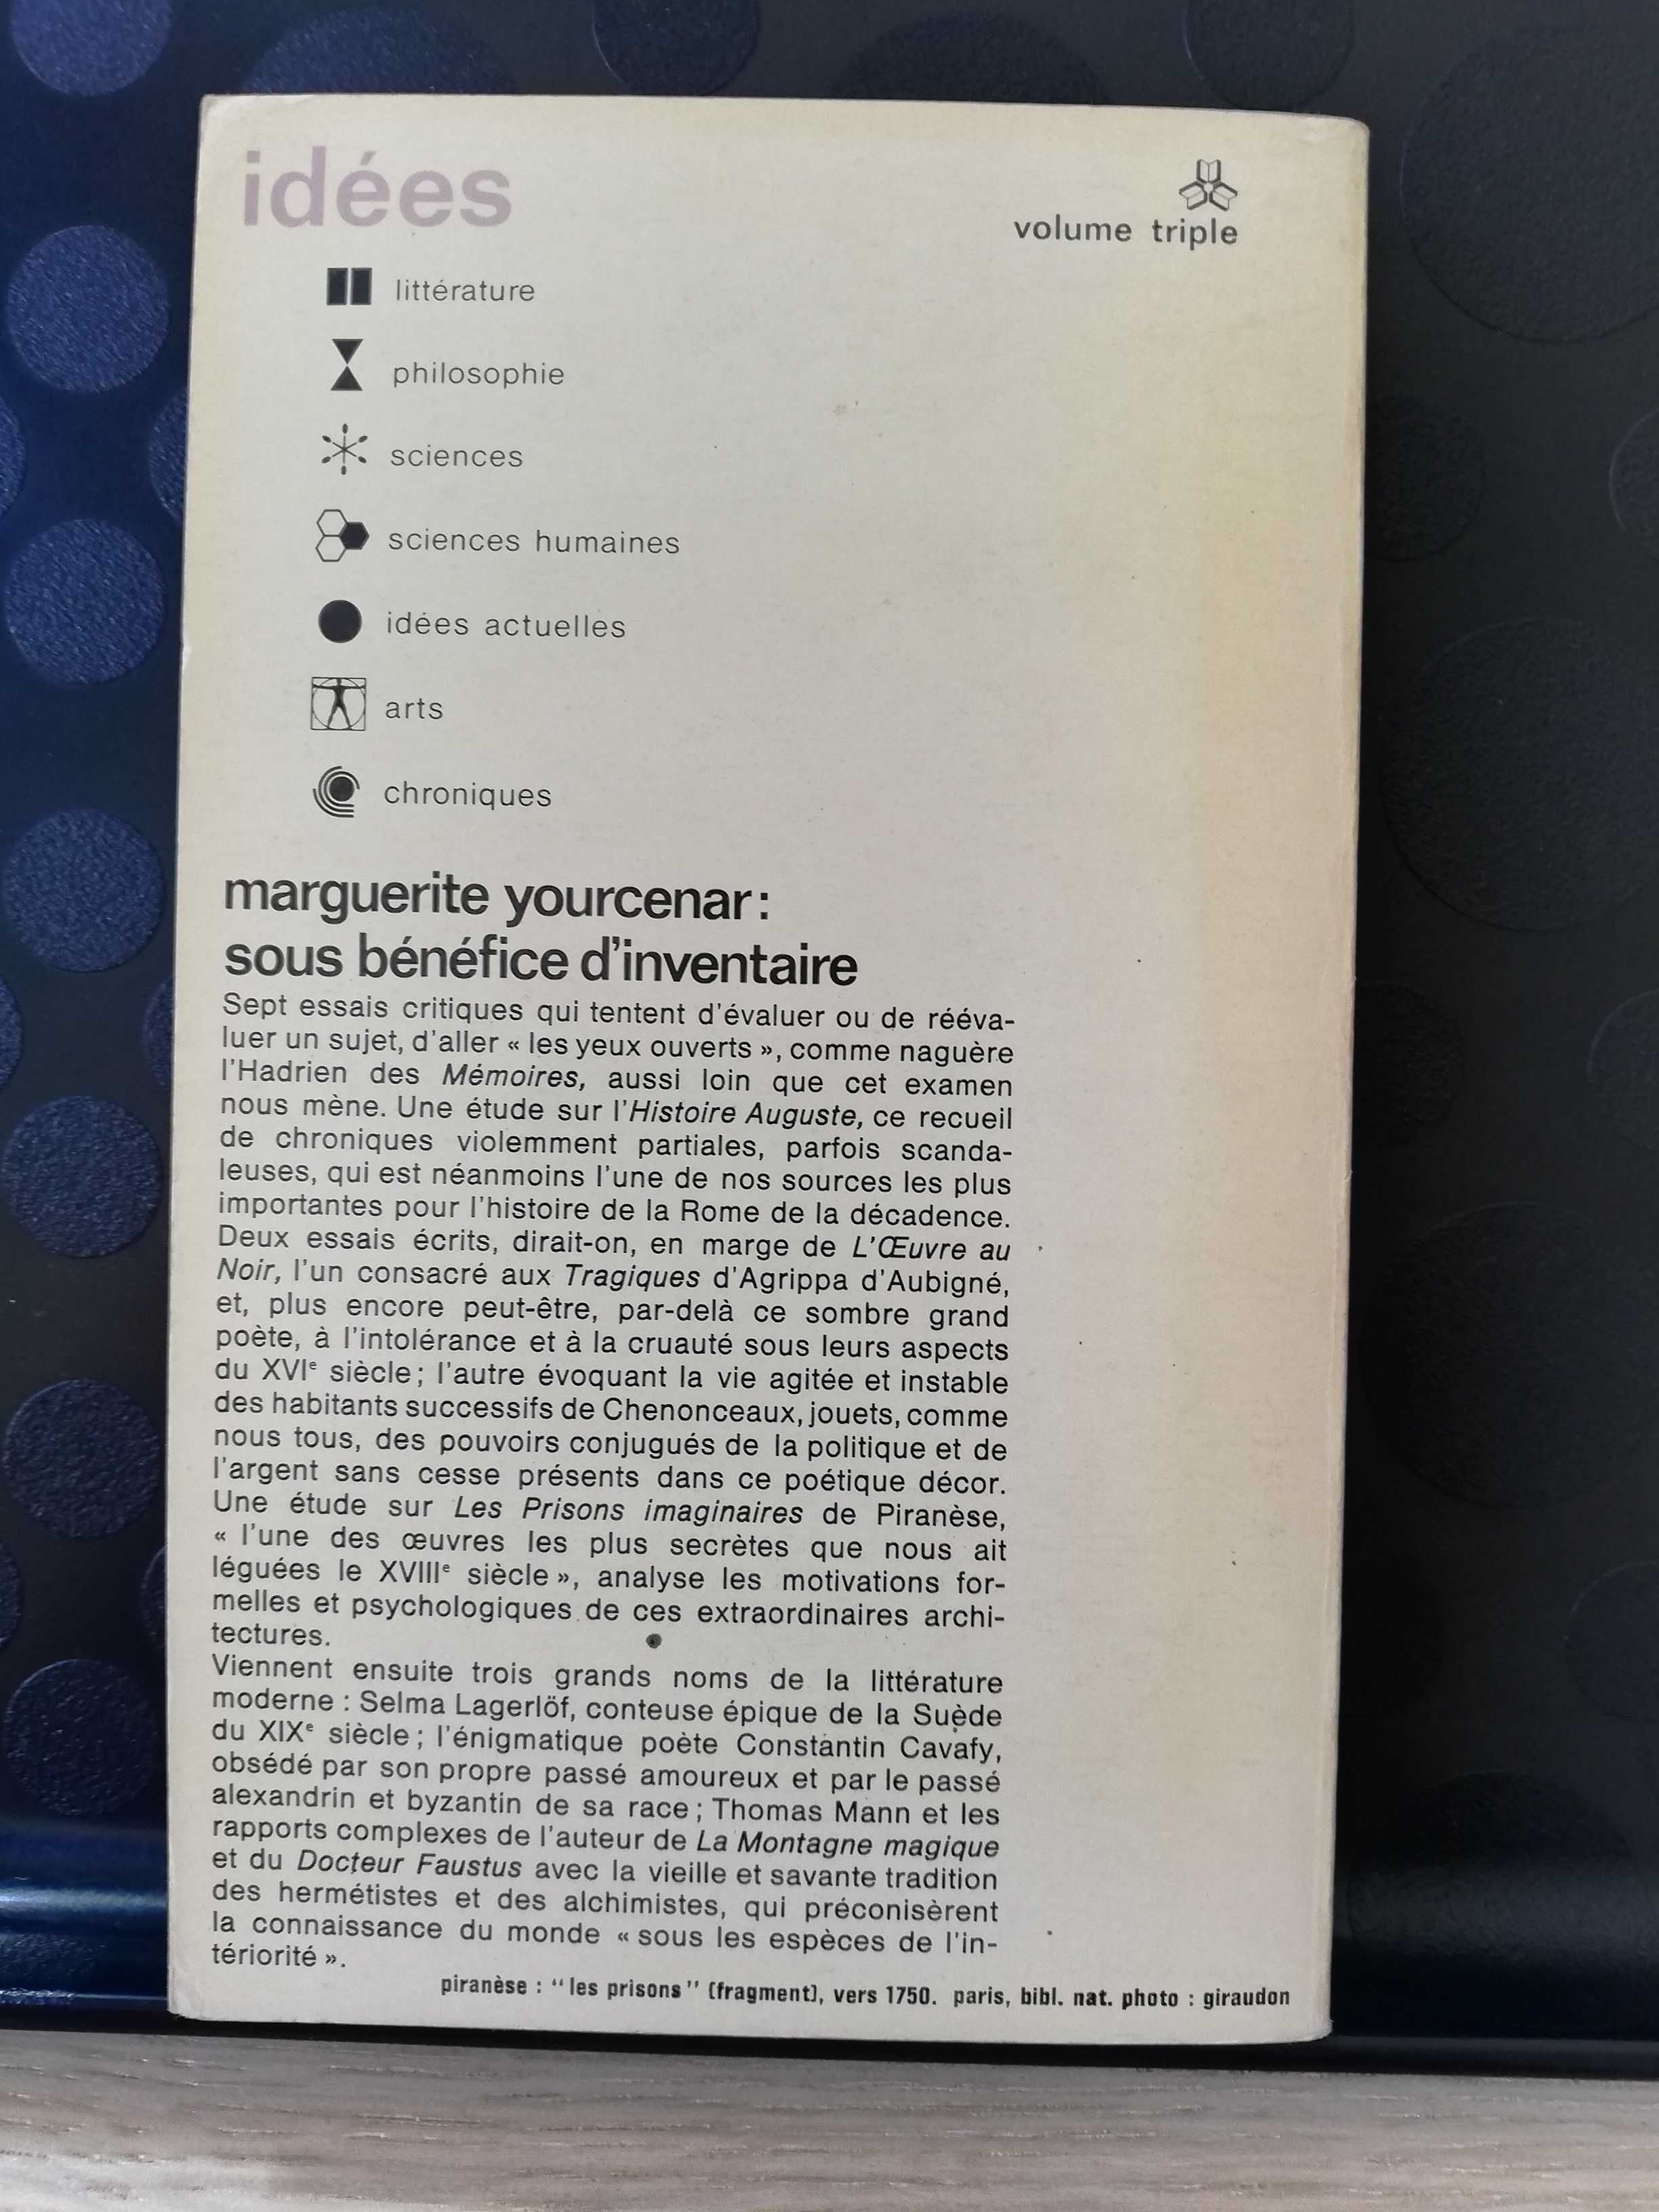 idées
volume triple
littérature
philosophie
sciences
sciences humaines
idées actuelles
arts
chroniques
marguerite yourcenar :
sous bénéfice d'inventaire
Sept essais critiques qui tentent d'évaluer ou de rééva-
luer un sujet, d'aller « les yeux ouverts », comme naguère
l'Hadrien des Mémoires, aussi loin que cet examen
nous mène. Une étude sur l'Histoire Auguste, ce recueil
de chroniques violemment partiales, parfois scanda-
leuses, qui est néanmoins l'une de nos sources les plus
importantes pour l'histoire de la Rome de la décadence.
Deux essais écrits, dirait-on, en marge de L'Œuvre au
Noir, l'un consacré aux Tragiques d'Agrippa d'Aubigné,
et, plus encore peut-être, par-delà ce sombre grand
poète, à l'intolérance et à la cruauté sous leurs aspects
du XVIe siècle ; l'autre évoquant la vie agitée et instable
des habitants successifs de Chenonceaux, jouets, comme
nous tous, des pouvoirs conjugués de la politique et de
l'argent sans cesse présents dans ce poétique décor.
Une étude sur Les Prisons imaginaires de Piranèse,
« l'une des œuvres les plus secrètes que nous ait
léguées le XVIIIe siècle », analyse les motivations for-
melles et psychologiques de ces extraordinaires archi-
tectures.
Viennent ensuite trois grands noms de la littérature
moderne : Selma Lagerlöf, conteuse épique de la Suède
du XIXe siècle ; l'énigmatique poète Constantin Cavafy,
obsédé par son propre passé amoureux et par le passé
alexandrin et byzantin de sa race ; Thomas Mann et les
rapports complexes de l'auteur de La Montagne magique
et du Docteur Faustus avec la vieille et savante tradition
des hermétistes et des alchimistes, qui préconisèrent
la connaissance du monde « sous les espèces de l'in-
tériorité ».
piranèse : "les prisons" (fragment), vers 1750. paris, bibl. nat. photo : giraudon